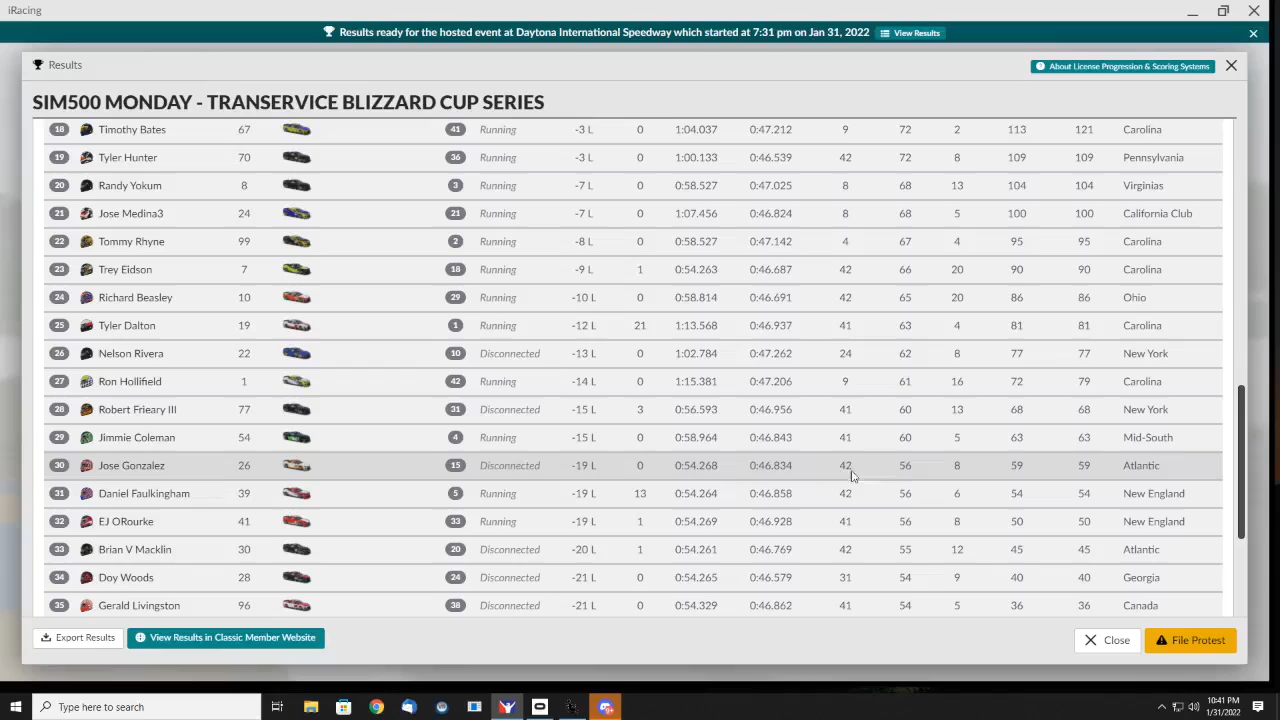 iRacing
Results ready for the hosted event at Daytona International Speedway which started at 7:31 pm on Jan 31, 2022 View Results
Results About License Progression & Scoring Systems
SIM500 MONDAY - TRANSERVICE BLIZZARD CUP SERIES
18 Timothy Bates 67 41 Running -3 L 0 1:04.037 0:47.212 9 72 2 113 121 Carolina
19 Tyler Hunter 70 36 Running -3 L 0 1:00.133 0:46.539 42 72 8 109 109 Pennsylvania
20 Randy Yokum 8 3 Running -7 L 0 0:58.527 0:47.025 8 68 13 104 104 Virginias
21 Jose Medina3 24 21 Running -7 L 0 1:07.456 0:46.824 8 68 5 100 100 California Club
22 Tommy Rhyne 99 2 Running -8 L 0 0:58.527 0:47.142 4 67 4 95 95 Carolina
23 Trey Eidson 7 18 Running -9 L 1 0:54.263 0:46.687 42 66 20 90 90 Carolina
24 Richard Beasley 10 29 Running -10 L 0 0:58.814 0:46.691 42 65 20 86 86 Ohio
25 Tyler Dalton 19 1 Running -12 L 21 1:13.568 0:46.937 41 63 4 81 81 Carolina
26 Nelson Rivera 22 10 Disconnected -13 L 0 1:02.784 0:47.262 24 62 8 77 77 New York
27 Ron Hollifield 1 42 Running -14 L 0 1:15.381 0:47.206 9 61 16 72 79 Carolina
28 Robert Frieary III 77 31 Disconnected -15 L 3 0:56.593 0:46.956 41 60 13 68 68 New York
29 Jimmie Coleman 54 4 Running -15 L 0 0:58.964 0:46.843 41 60 5 63 63 Mid-South
30 Jose Gonzalez 26 15 Disconnected -19 L 0 0:54.268 0:46.834 42 56 8 59 59 Atlantic
31 Daniel Faulkingham 39 5 Running -19 L 13 0:54.264 0:46.858 42 56 6 54 54 New England
32 EJ ORourke 41 33 Running -19 L 1 0:54.269 0:46.928 41 56 8 50 50 New England
33 Brian V Macklin 30 20 Disconnected -20 L 1 0:54.261 0:46.769 42 55 12 45 45 Atlantic
34 Doy Woods 28 24 Disconnected -21 L 0 0:54.265 0:46.579 31 54 9 40 40 Georgia
35 Gerald Livingston 96 38 Disconnected -21 L 0 0:54.329 0:46.862 41 54 5 36 36 Canada
Export Results View Results in Classic Member Website Close File Protest
Type here to search 10:41 PM
1/31/2022